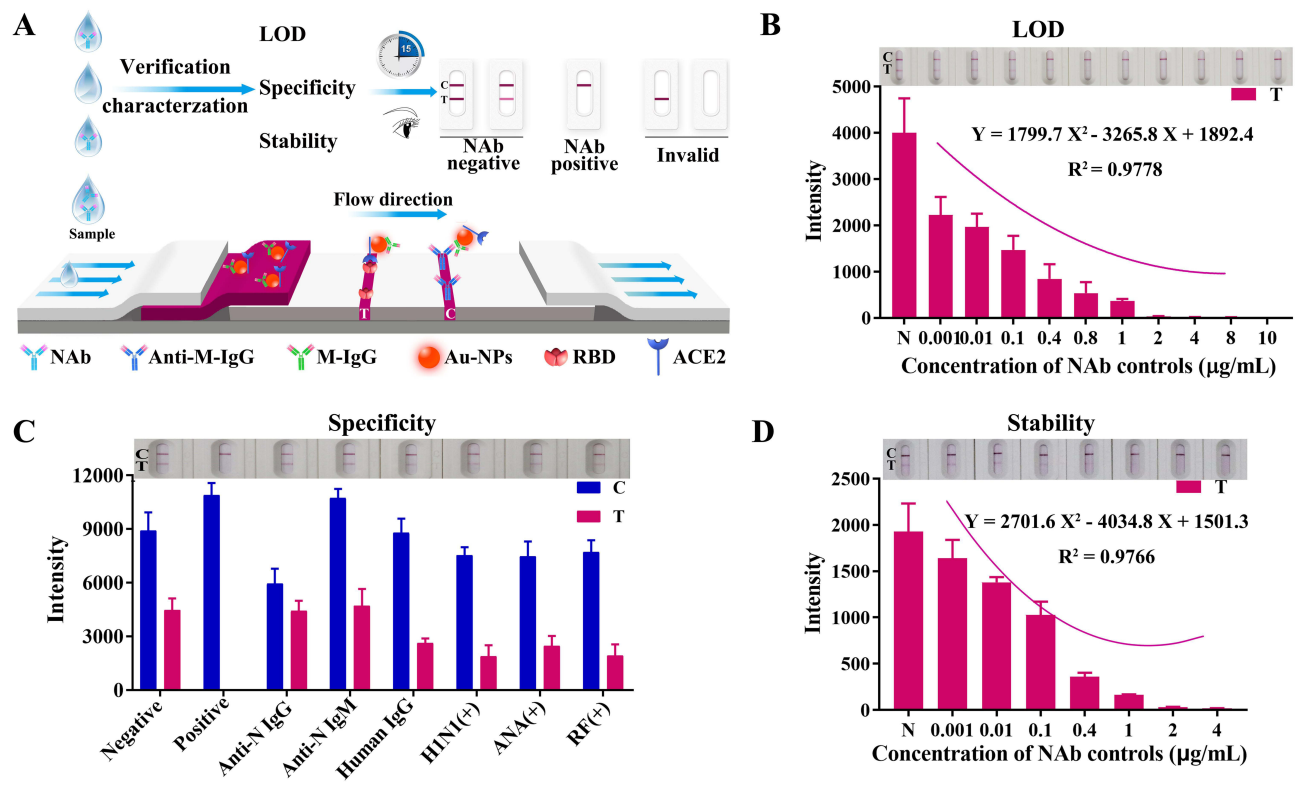 A
LOD
Verification
characterzation
Specificity
Stability
15
C
T
NAb
negative
NAb
positive
Invalid
Sample
Flow direction
T
C
NAb
Anti-M-IgG
M-IgG
Au-NPs
RBD
ACE2
B
LOD
C
T
T
Y = 1799.7 X² - 3265.8 X + 1892.4
R² = 0.9778
Intensity
5000
4000
3000
2000
1000
0
N 0.001 0.01 0.1 0.4 0.8 1 2 4 8 10
Concentration of NAb controls (μg/mL)
C
Specificity
C
T
C
T
Intensity
12000
9000
6000
3000
0
Negative
Positive
Anti-N IgG
Anti-N IgM
Human IgG
H1N1(+)
ANA(+)
RF(+)
D
Stability
C
T
T
Y = 2701.6 X² - 4034.8 X + 1501.3
R² = 0.9766
Intensity
2500
2000
1500
1000
500
0
N 0.001 0.01 0.1 0.4 1 2 4
Concentration of NAb controls (μg/mL)